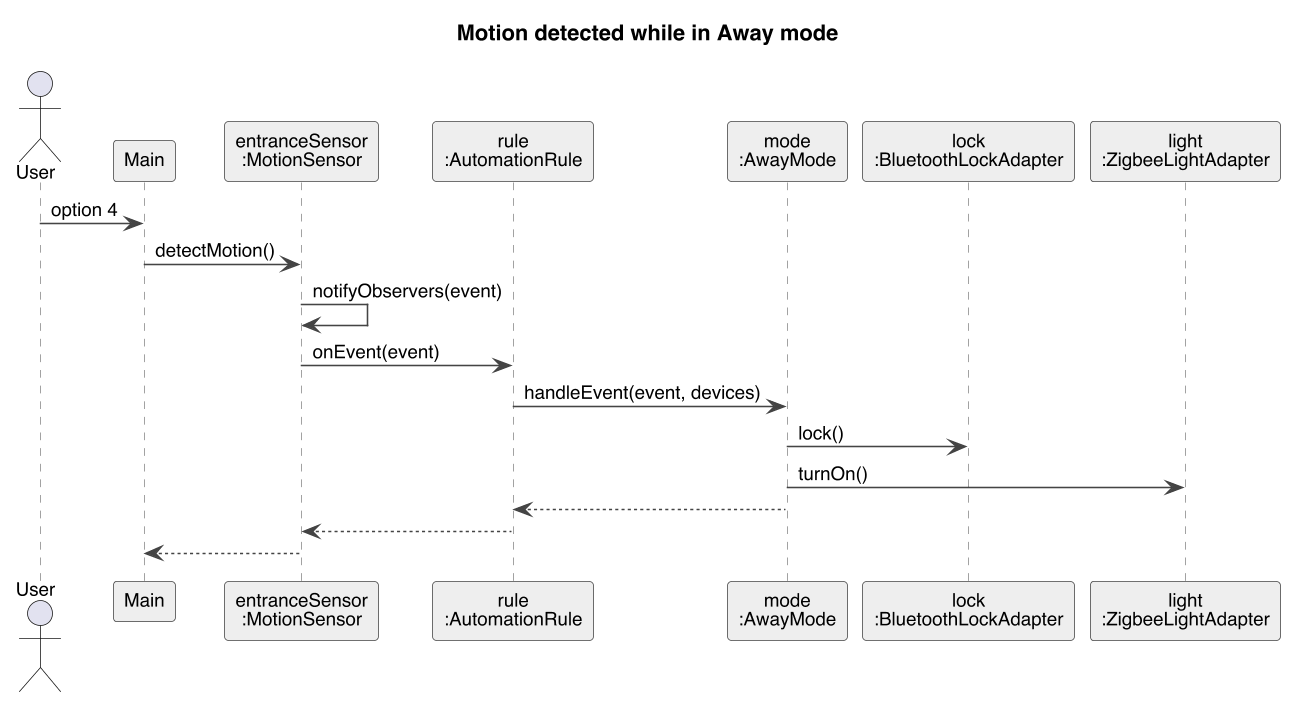 Motion detected while in Away mode
User
Main
entranceSensor
:MotionSensor
rule
:AutomationRule
mode
:AwayMode
lock
:BluetoothLockAdapter
light
:ZigbeeLightAdapter
option 4
detectMotion()
notifyObservers(event)
onEvent(event)
handleEvent(event, devices)
lock()
turnOn()
User
Main
entranceSensor
:MotionSensor
rule
:AutomationRule
mode
:AwayMode
lock
:BluetoothLockAdapter
light
:ZigbeeLightAdapter